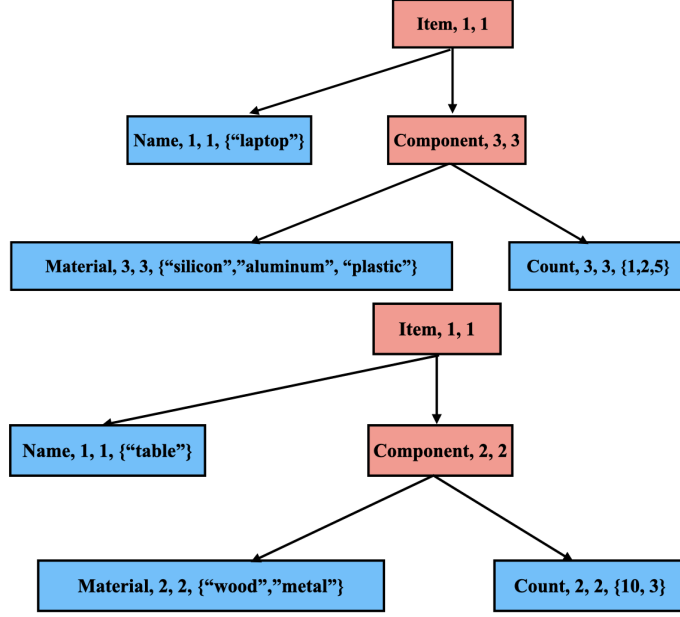 Item, 1, 1
Name, 1, 1, {“laptop”}
Component, 3, 3
Material, 3, 3, {“silicon”,”aluminum”, “plastic”}
Count, 3, 3, {1,2,5}
Item, 1, 1
Name, 1, 1, {“table”}
Component, 2, 2
Material, 2, 2, {“wood”,”metal”}
Count, 2, 2, {10, 3}